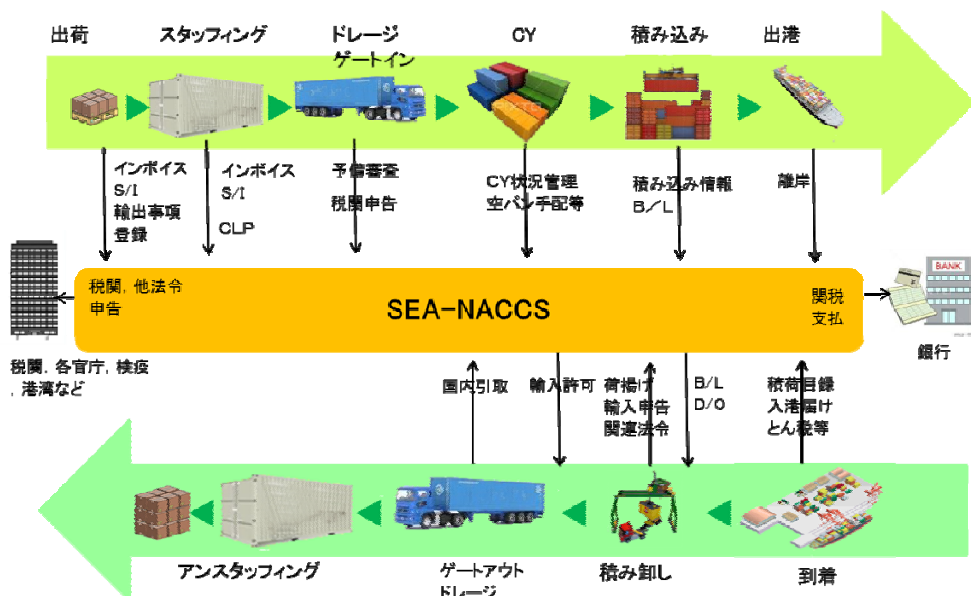 出荷
スタッフィング
ドレージ
ゲートイン
CY
積み込み
出港
インボイス
S/I
輸出事項
登録
インボイス
S/I
CLP
予備審査
税関申告
CY状況管理
空バン手配等
積み込み情報
B/L
離岸
税関，他法令
申告
SEA-NACCS
関税
支払
BANK
銀行
税関，各官庁，検疫
，港湾など
国内引取
輸入許可
荷揚げ
輸入申告
関連法令
B/L
D/O
積荷目録
入港届け
とん税等
アンスタッフィング
ゲートアウト
ドレージ
積み卸し
到着